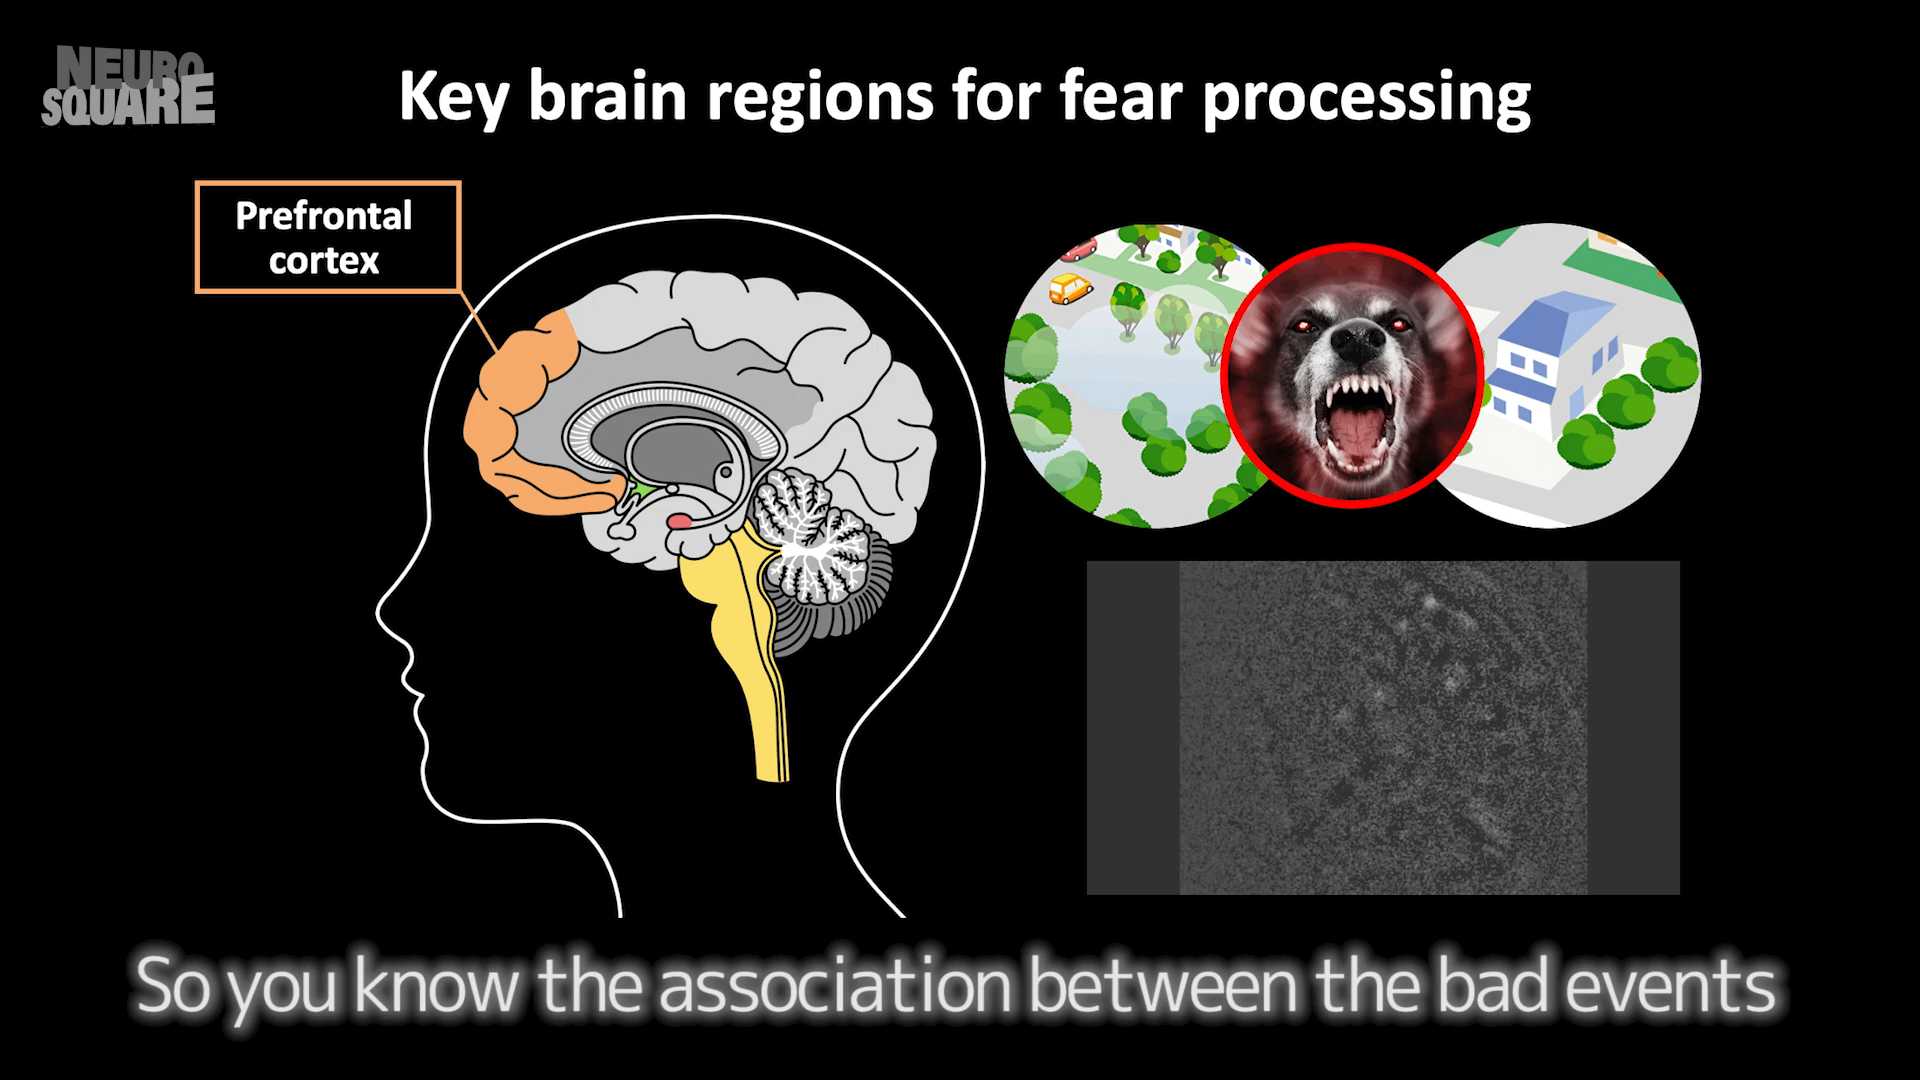 NEURO
SQUARE
Key brain regions for fear processing
Prefrontal
cortex
So you know the association between the bad events